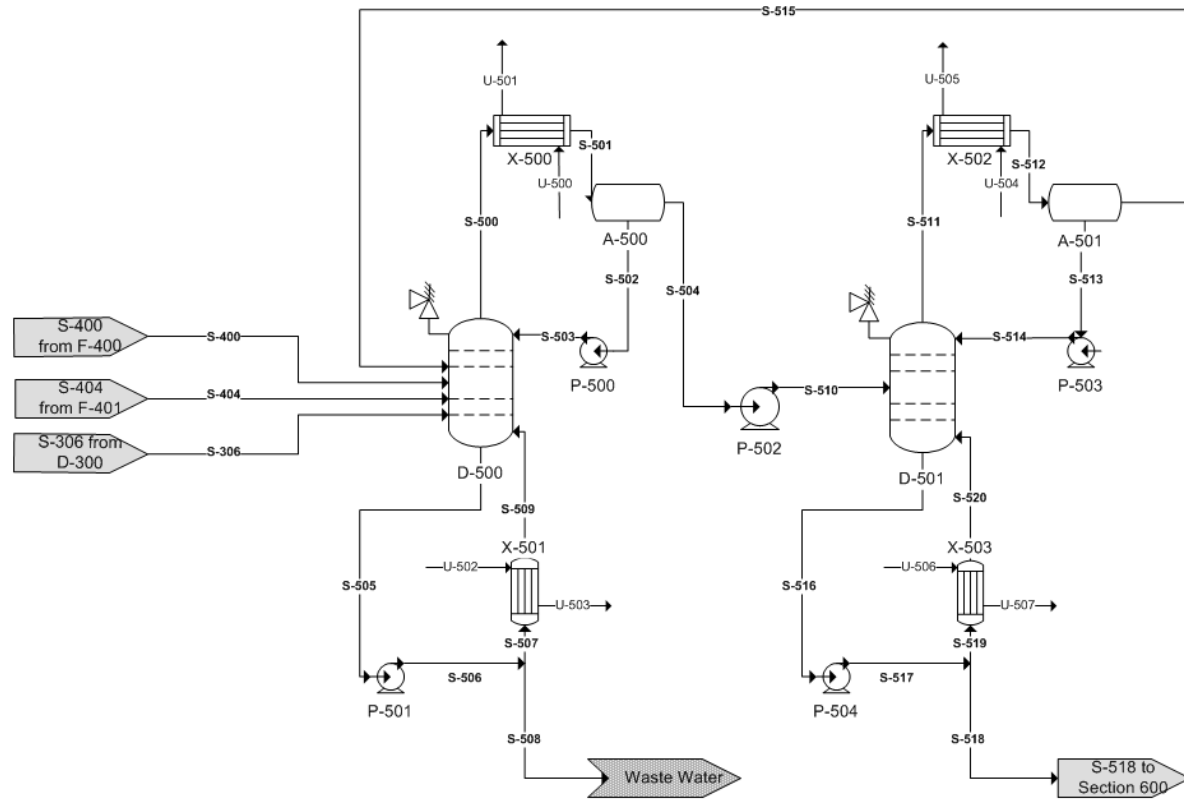 S-515
U-501
U-505
X-500
S-501
X-502
S-512
U-500
U-504
S-500
A-500
S-511
A-501
S-502
S-504
S-513
S-400
from F-400
S-400
S-503
S-514
P-500
P-503
S-404
from F-401
S-404
S-510
S-306 from
D-300
S-306
P-502
D-500
D-501
S-509
S-520
X-501
X-503
U-502
U-506
S-505
S-516
U-503
U-507
S-507
S-519
S-506
S-517
P-501
P-504
S-508
S-518
Waste Water
S-518 to
Section 600